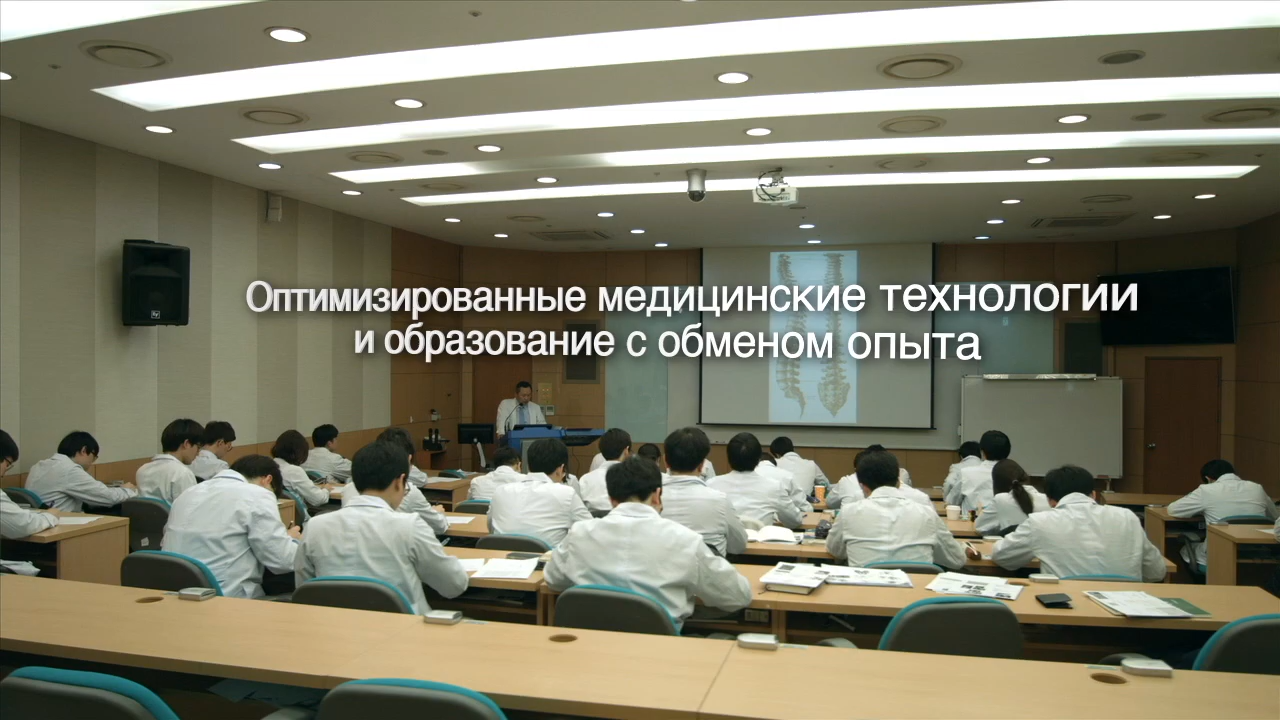 Оптимизированные медицинские технологии
и образование с обменом опыта